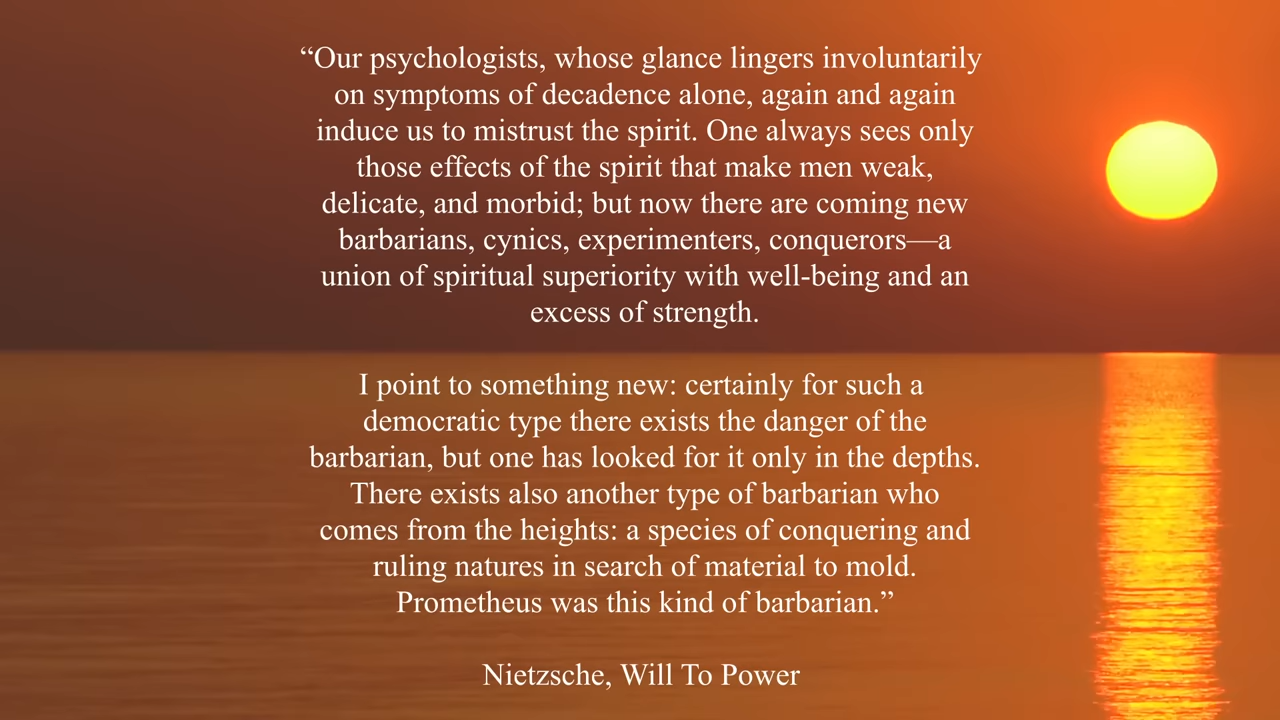 “Our psychologists, whose glance lingers involuntarily
on symptoms of decadence alone, again and again
induce us to mistrust the spirit. One always sees only
those effects of the spirit that make men weak,
delicate, and morbid; but now there are coming new
barbarians, cynics, experimenters, conquerors—a
union of spiritual superiority with well-being and an
excess of strength.
I point to something new: certainly for such a
democratic type there exists the danger of the
barbarian, but one has looked for it only in the depths.
There exists also another type of barbarian who
comes from the heights: a species of conquering and
ruling natures in search of material to mold.
Prometheus was this kind of barbarian.”
Nietzsche, Will To Power